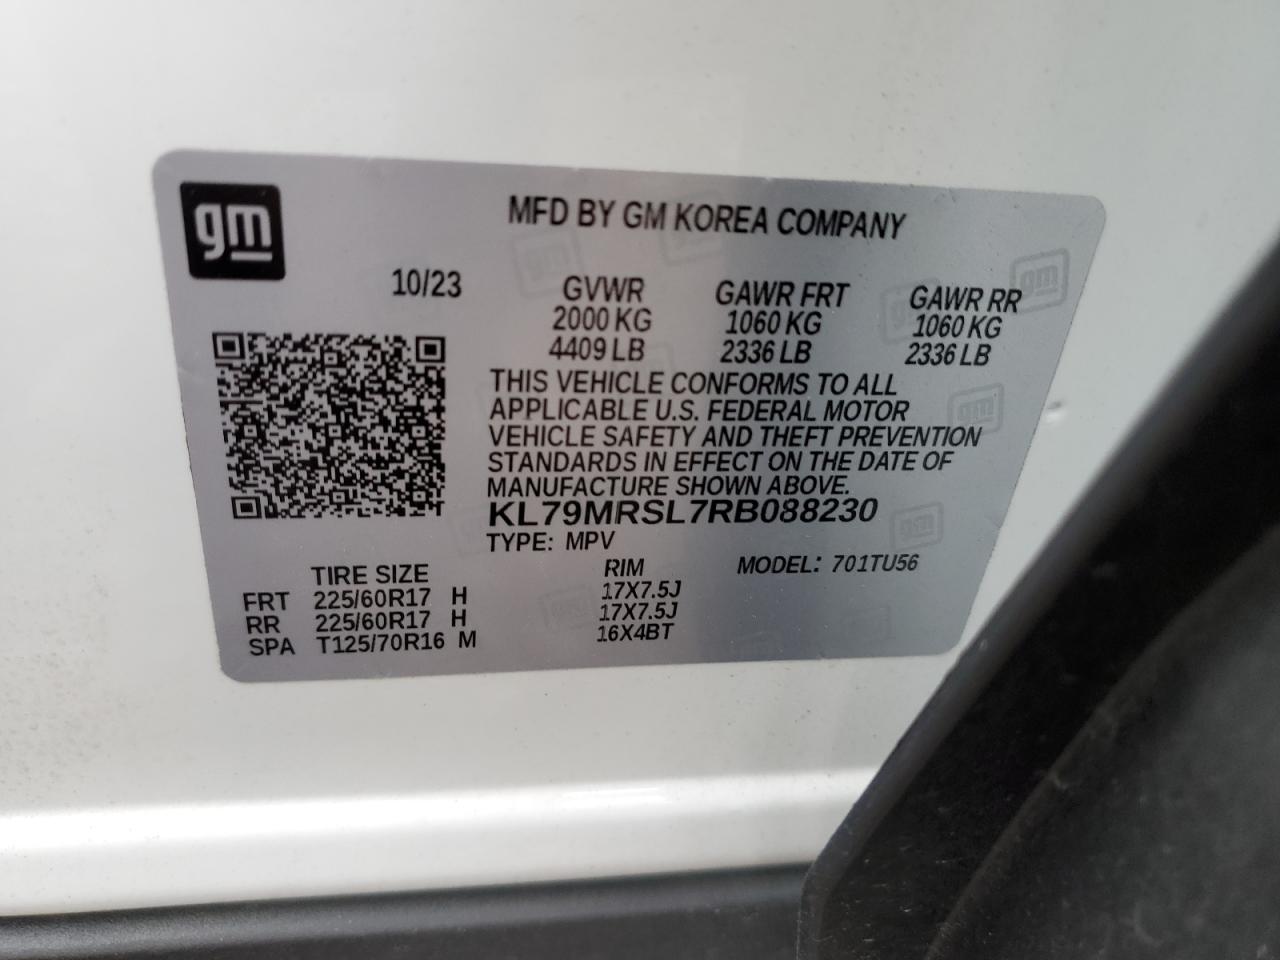 gm
MFD BY GM KOREA COMPANY
10/23 GVWR GAWR FRT GAWR RR
2000 KG 1060 KG 1060 KG
4409 LB 2336 LB 2336 LB
THIS VEHICLE CONFORMS TO ALL
APPLICABLE U.S. FEDERAL MOTOR
VEHICLE SAFETY AND THEFT PREVENTION
STANDARDS IN EFFECT ON THE DATE OF
MANUFACTURE SHOWN ABOVE.
KL79MRSL7RB088230
TYPE: MPV
TIRE SIZE RIM MODEL: 701TU56
FRT 225/60R17 H 17X7.5J
RR 225/60R17 H 17X7.5J
SPA T125/70R16 M 16X4BT